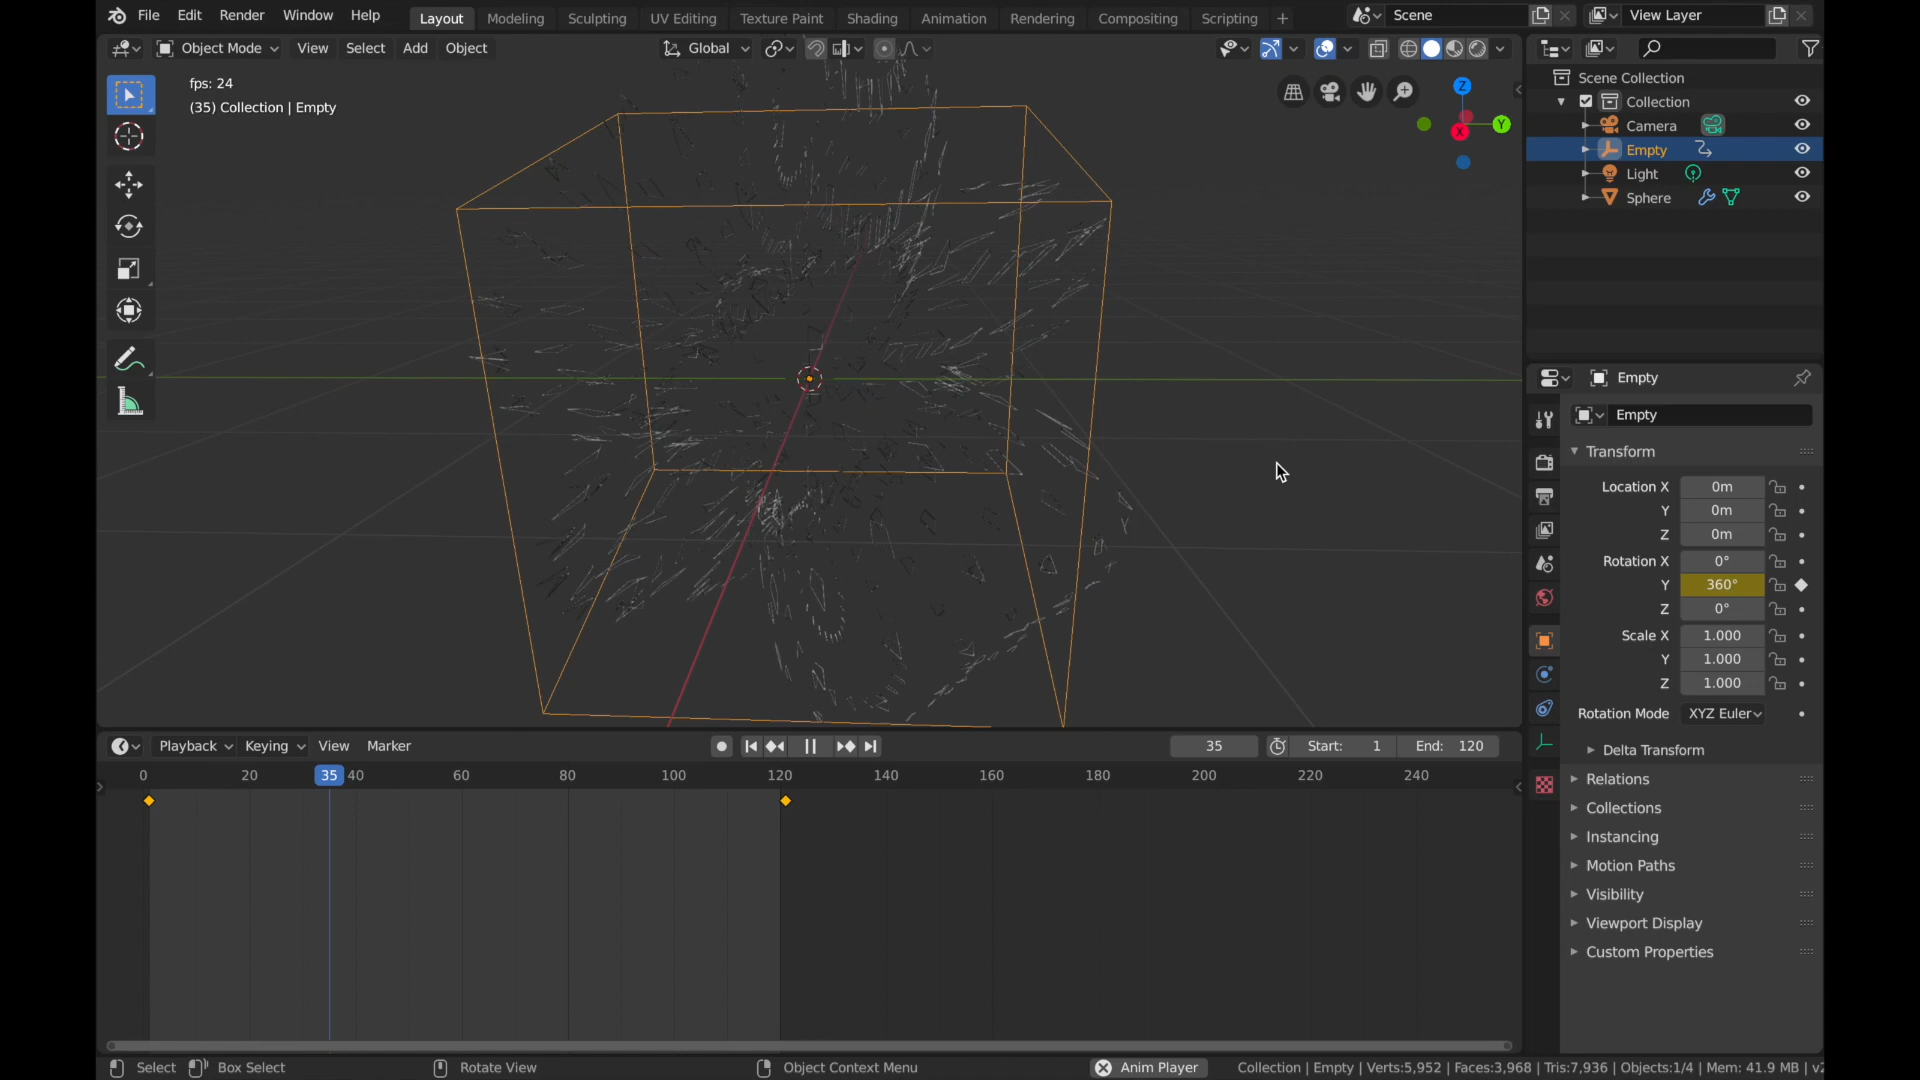 File Edit Render Window Help Layout Modeling Sculpting UV Editing Texture Paint Shading Animation Rendering Compositing Scripting + Scene View Layer
Object Mode View Select Add Object Global
fps: 24
(35) Collection | Empty
Z
Y
X
Scene Collection
Collection
Camera
Empty
Light
Sphere
Empty
Empty
Transform
Location X 0m
Y 0m
Z 0m
Rotation X 0°
Y 360°
Z 0°
Scale X 1.000
Y 1.000
Z 1.000
Rotation Mode XYZ Euler
Delta Transform
Relations
Collections
Instancing
Motion Paths
Visibility
Viewport Display
Custom Properties
Playback Keying View Marker 35 Start: 1 End: 120
0 20 35 40 60 80 100 120 140 160 180 200 220 240
Select Box Select Rotate View Object Context Menu Anim Player Collection | Empty | Verts:5,952 | Faces:3,968 | Tris:7,936 | Objects:1/4 | Mem: 41.9 MB |